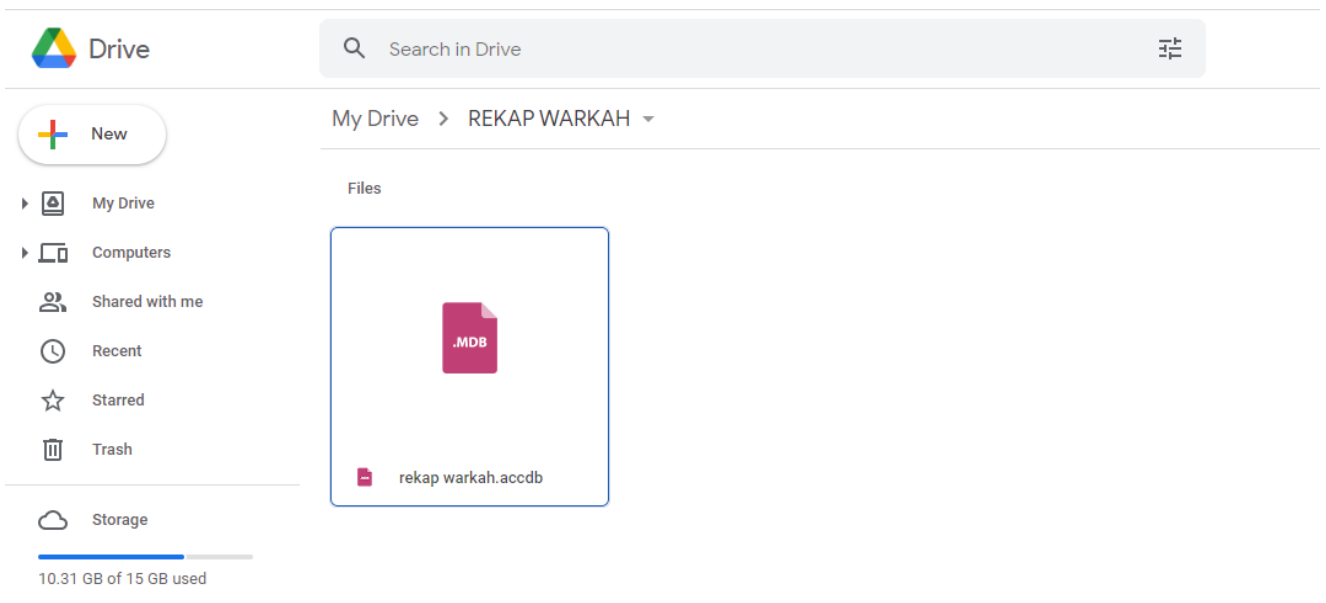 Drive
Search in Drive
New
My Drive > REKAP WARKAH
My Drive
Computers
Shared with me
Recent
Starred
Trash
Storage
10.31 GB of 15 GB used
Files
.MDB
rekap warkah.accdb